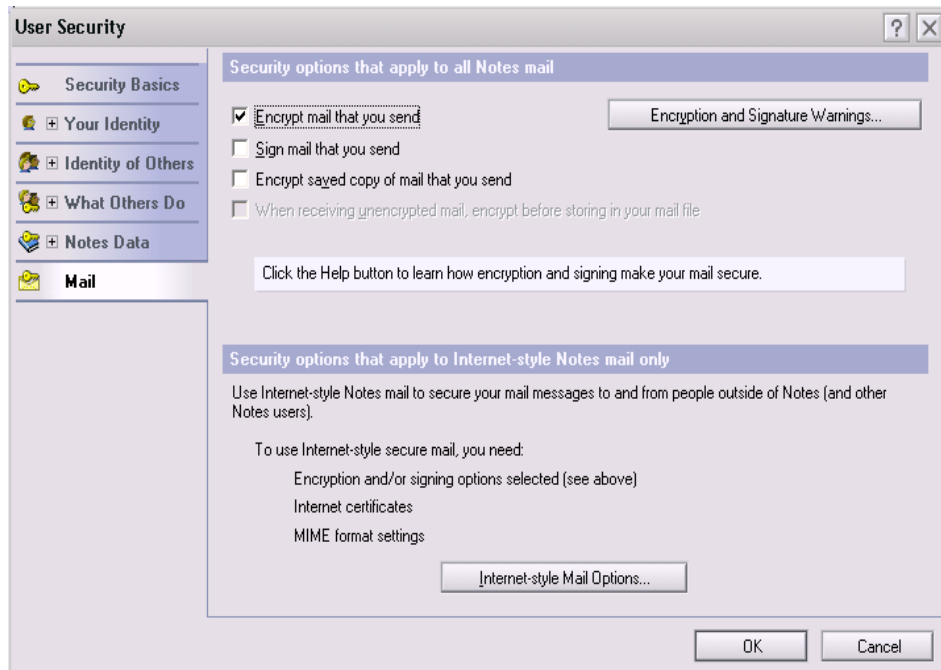 User Security
Security Basics
Your Identity
Identity of Others
What Others Do
Notes Data
Mail
Security options that apply to all Notes mail
Encrypt mail that you send
Encryption and Signature Warnings...
Sign mail that you send
Encrypt saved copy of mail that you send
When receiving unencrypted mail, encrypt before storing in your mail file
Click the Help button to learn how encryption and signing make your mail secure.
Security options that apply to Internet-style Notes mail only
Use Internet-style Notes mail to secure your mail messages to and from people outside of Notes (and other
Notes users).
To use Internet-style secure mail, you need:
Encryption and/or signing options selected (see above)
Internet certificates
MIME format settings
Internet-style Mail Options...
OK
Cancel